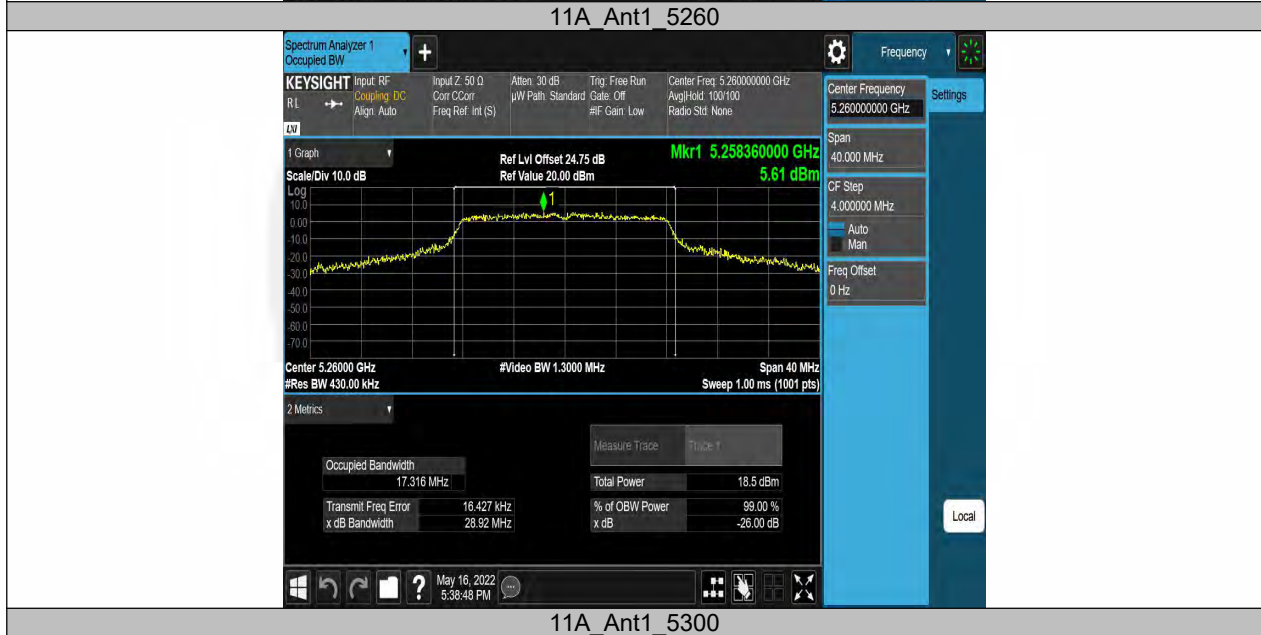 11A_Ant1_5260
Spectrum Analyzer 1
Occupied BW
+
Frequency
KEYSIGHT
Input: RF
Coupling: DC
Align: Auto
Input Z: 50 Ω
Corr CCorr
Freq Ref: Int (S)
Atten: 30 dB
µW Path: Standard
Trig: Free Run
Gate: Off
#IF Gain: Low
Center Freq: 5.260000000 GHz
Avg|Hold: 100/100
Radio Std: None
RL
LXI
Center Frequency
5.260000000 GHz
Settings
Span
40.000 MHz
CF Step
4.000000 MHz
Auto
Man
Freq Offset
0 Hz
1 Graph
Ref Lvl Offset 24.75 dB
Mkr1 5.258360000 GHz
Scale/Div 10.0 dB
Ref Value 20.00 dBm
5.61 dBm
Log
1
10.0
0.00
-10.0
-20.0
-30.0
-40.0
-50.0
-60.0
-70.0
Center 5.26000 GHz
#Video BW 1.3000 MHz
Span 40 MHz
#Res BW 430.00 kHz
Sweep 1.00 ms (1001 pts)
2 Metrics
Measure Trace
Trace 1
Occupied Bandwidth
17.316 MHz
Total Power
18.5 dBm
Transmit Freq Error
16.427 kHz
% of OBW Power
99.00 %
x dB Bandwidth
28.92 MHz
x dB
-26.00 dB
Local
?
May 16, 2022
5:38:48 PM
11A_Ant1_5300